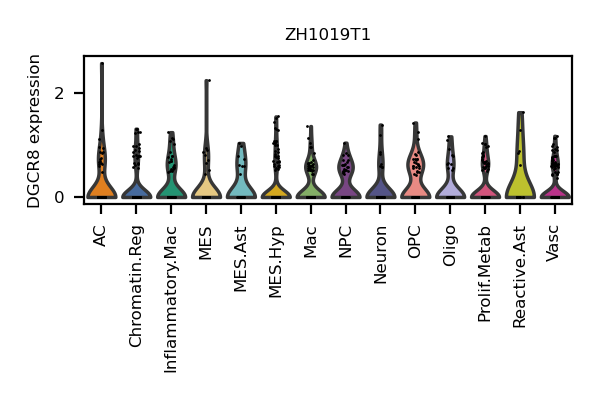 ZH1019T1
DGCR8 expression
2
0
AC
Chromatin.Reg
Inflammatory.Mac
MES
MES.Ast
MES.Hyp
Mac
NPC
Neuron
OPC
Oligo
Prolif.Metab
Reactive.Ast
Vasc